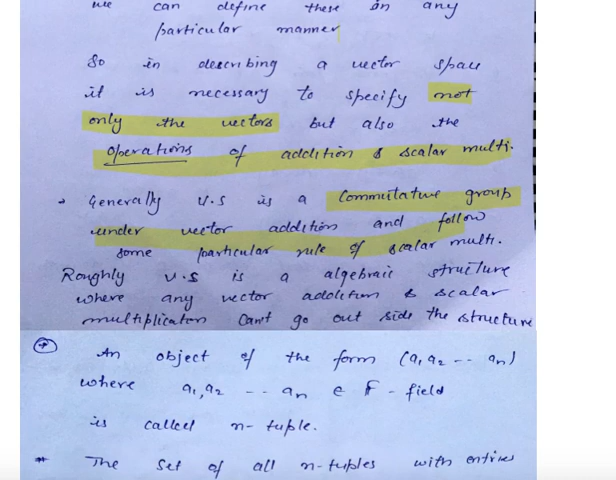 we can define these in any
particular manner
So in describing a vector space
it is necessary to specify not
only the vectors but also the
operations of addition & scalar multi.
→ Generally V.S is a Commutative group
under vector addition and follow
some particular rule of scalar multi.
Roughly V.S is a algebraic structure
where any vector addition & scalar
multiplication can't go out side the structure
An object of the form (a1 a2 -- an)
where a1, a2 -- an ∈ F - field
is called n-tuple.
* The set of all n-tuples with entries